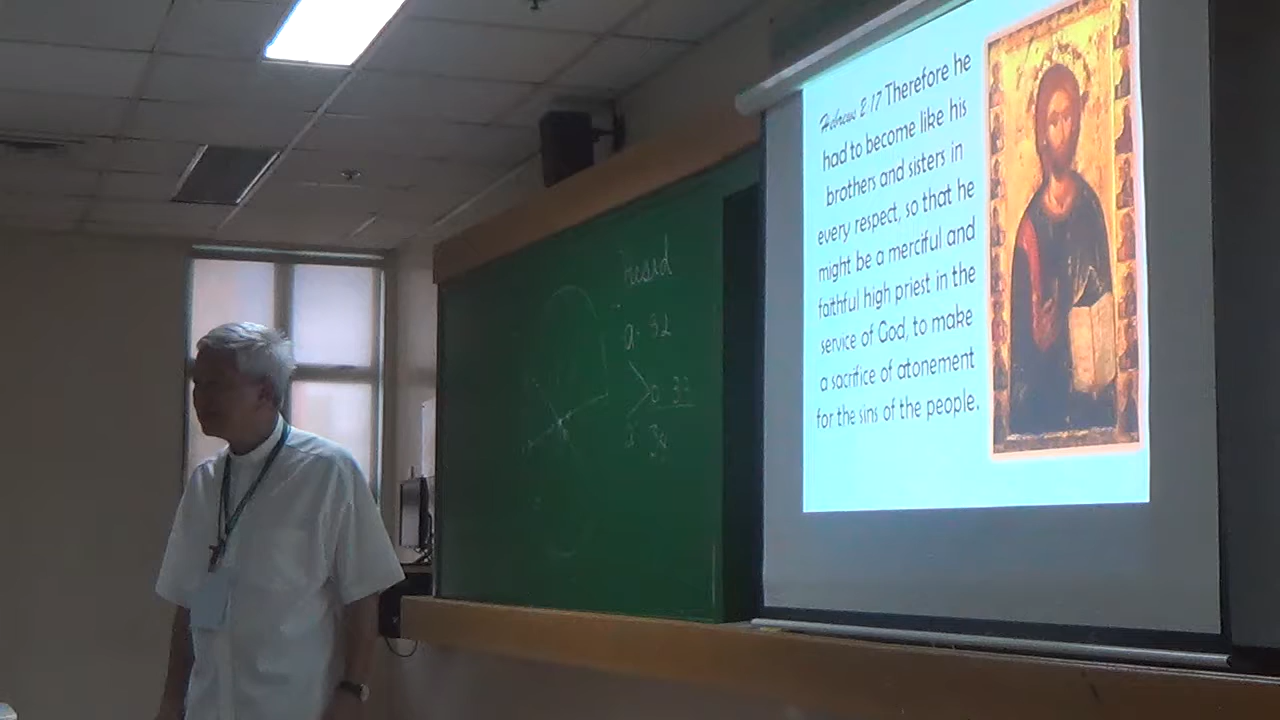 Hebrews 2:17 Therefore he
had to become like his
brothers and sisters in
every respect, so that he
might be a merciful and
faithful high priest in the
service of God, to make
a sacrifice of atonement
for the sins of the people.
a. 32